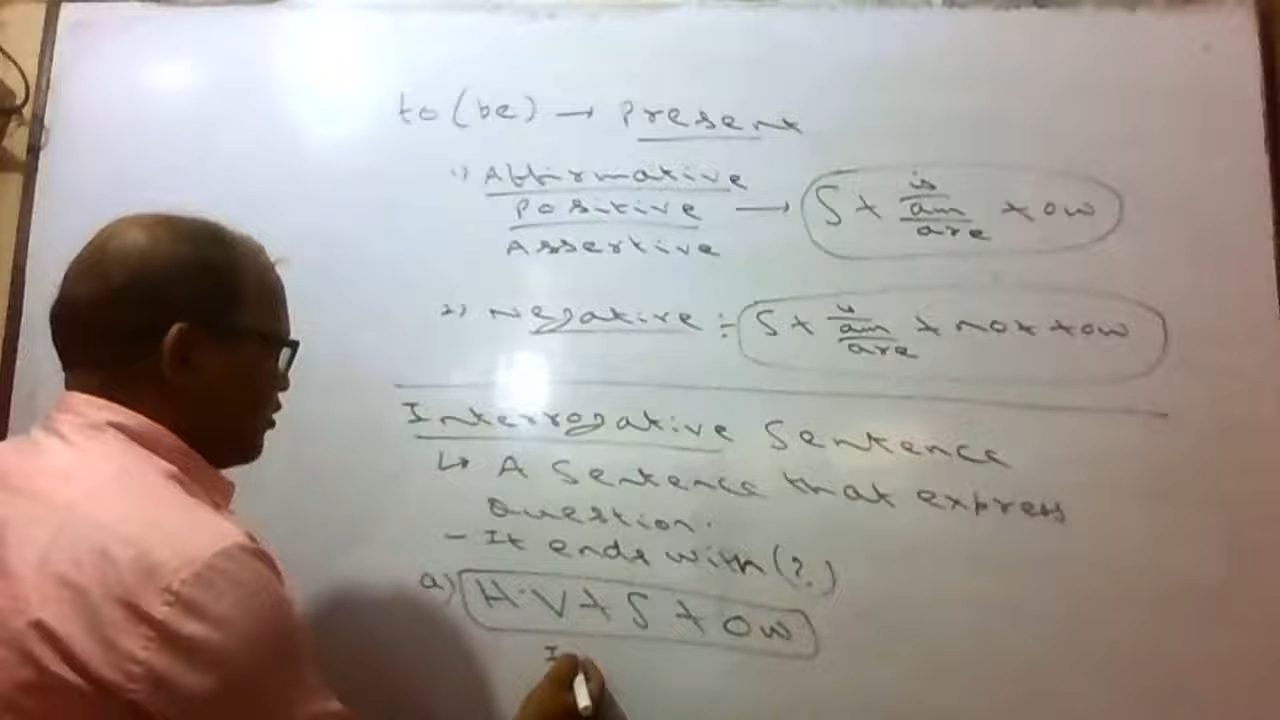 to (be) → Present
1) Affirmative
Positive → S + is am are + ow
Assertive
2) Negative :- S + is am are + not + ow
Interrogative Sentence
↳ A Sentence that express
Question.
- It ends with (?)
a) H.V + S + ow
I